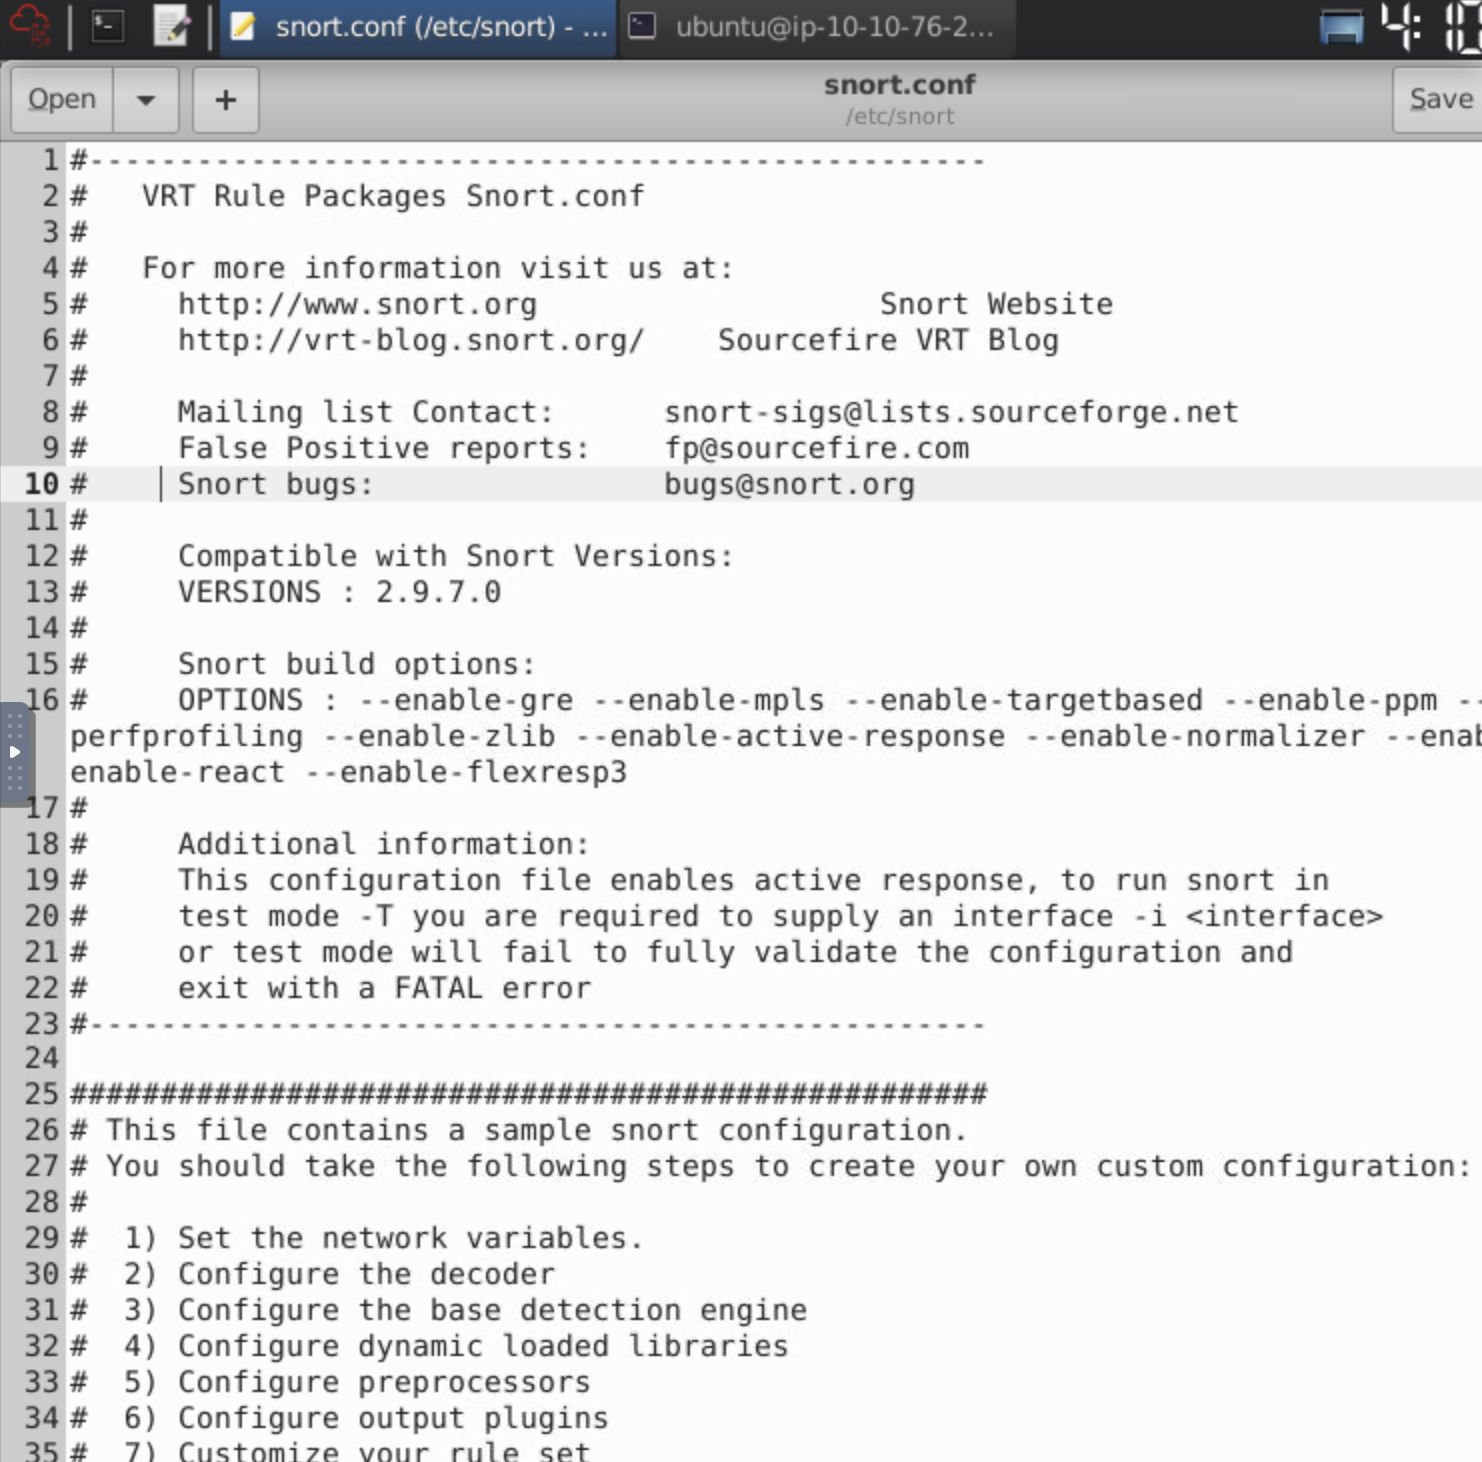 snort.conf (/etc/snort) - ...
ubuntu@ip-10-10-76-2...
4:10
Open
+
snort.conf
/etc/snort
Save
1 #--------------------------------------------------
2 #   VRT Rule Packages Snort.conf
3 #
4 #   For more information visit us at:
5 #     http://www.snort.org                   Snort Website
6 #     http://vrt-blog.snort.org/    Sourcefire VRT Blog
7 #
8 #     Mailing list Contact:      snort-sigs@lists.sourceforge.net
9 #     False Positive reports:    fp@sourcefire.com
10 #     Snort bugs:                bugs@snort.org
11 #
12 #     Compatible with Snort Versions:
13 #     VERSIONS : 2.9.7.0
14 #
15 #     Snort build options:
16 #     OPTIONS : --enable-gre --enable-mpls --enable-targetbased --enable-ppm --
perfprofiling --enable-zlib --enable-active-response --enable-normalizer --enab
enable-react --enable-flexresp3
17 #
18 #     Additional information:
19 #     This configuration file enables active response, to run snort in
20 #     test mode -T you are required to supply an interface -i <interface>
21 #     or test mode will fail to fully validate the configuration and
22 #     exit with a FATAL error
23 #--------------------------------------------------
24
25 ###################################################
26 # This file contains a sample snort configuration.
27 # You should take the following steps to create your own custom configuration:
28 #
29 #  1) Set the network variables.
30 #  2) Configure the decoder
31 #  3) Configure the base detection engine
32 #  4) Configure dynamic loaded libraries
33 #  5) Configure preprocessors
34 #  6) Configure output plugins
35 #  7) Customize your rule set